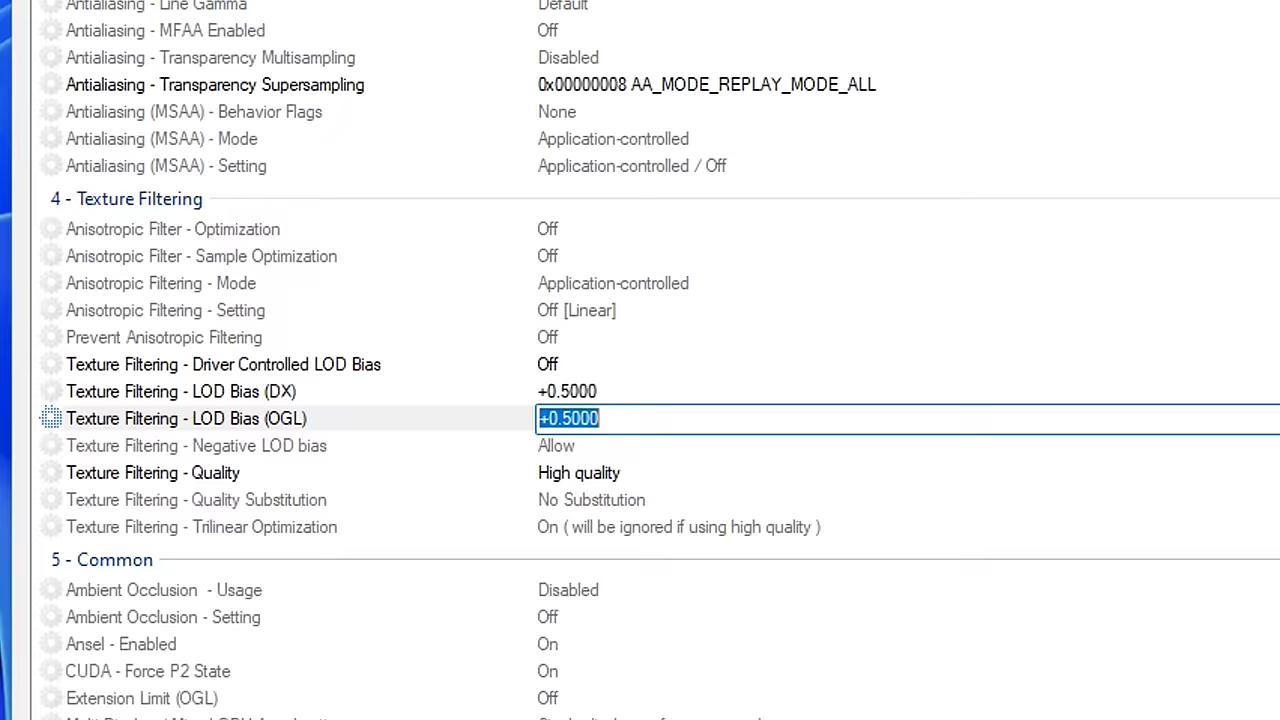 Antialiasing - Line Gamma Default
Antialiasing - MFAA Enabled Off
Antialiasing - Transparency Multisampling Disabled
Antialiasing - Transparency Supersampling 0x00000008 AA_MODE_REPLAY_MODE_ALL
Antialiasing (MSAA) - Behavior Flags None
Antialiasing (MSAA) - Mode Application-controlled
Antialiasing (MSAA) - Setting Application-controlled / Off
4 - Texture Filtering
Anisotropic Filter - Optimization Off
Anisotropic Filter - Sample Optimization Off
Anisotropic Filtering - Mode Application-controlled
Anisotropic Filtering - Setting Off [Linear]
Prevent Anisotropic Filtering Off
Texture Filtering - Driver Controlled LOD Bias Off
Texture Filtering - LOD Bias (DX) +0.5000
Texture Filtering - LOD Bias (OGL) +0.5000
Texture Filtering - Negative LOD bias Allow
Texture Filtering - Quality High quality
Texture Filtering - Quality Substitution No Substitution
Texture Filtering - Trilinear Optimization On ( will be ignored if using high quality )
5 - Common
Ambient Occlusion - Usage Disabled
Ambient Occlusion - Setting Off
Ansel - Enabled On
CUDA - Force P2 State On
Extension Limit (OGL) Off